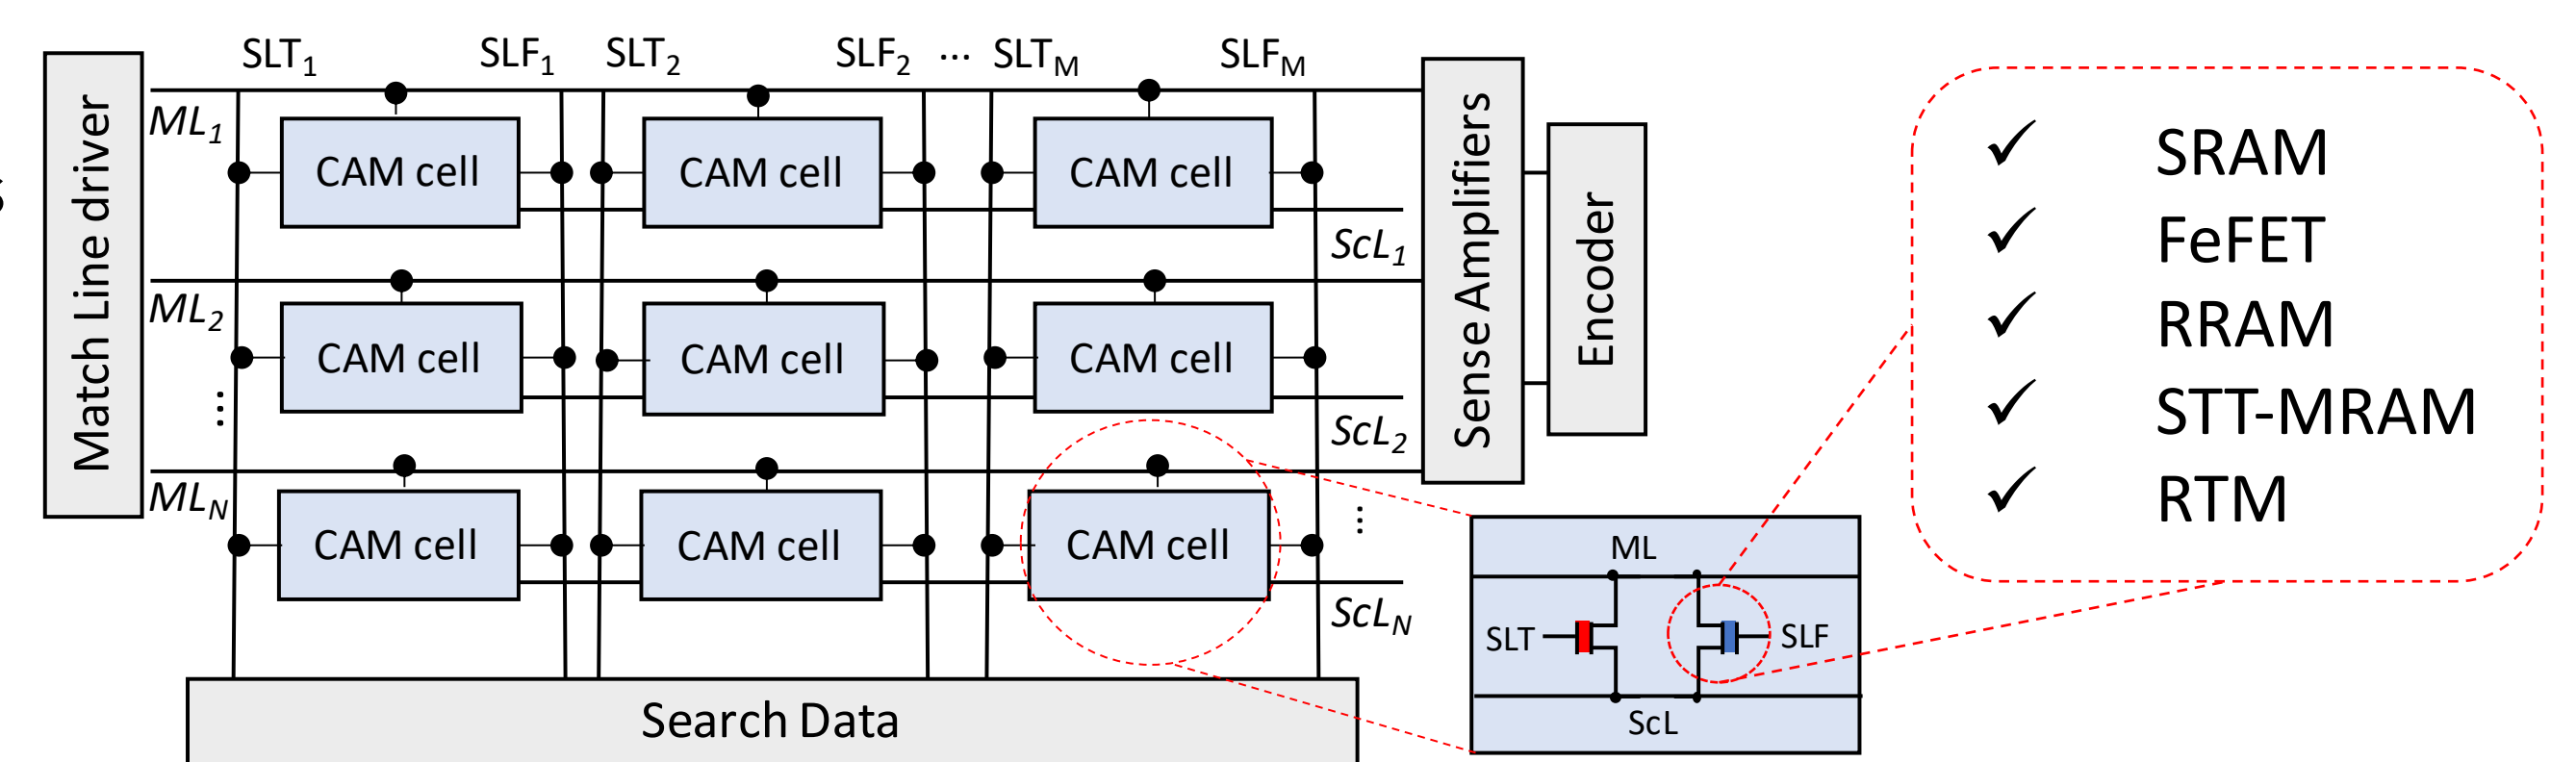 SLT1 SLF1 SLT2 SLF2 ... SLTM SLFM
Match Line driver
ML1
CAM cell CAM cell CAM cell
ScL1
ML2
CAM cell CAM cell CAM cell
ScL2
⋮
MLN
CAM cell CAM cell CAM cell
⋮
ScLN
Search Data
Sense Amplifiers
Encoder
ML
SLT SLF
ScL
✓ SRAM
✓ FeFET
✓ RRAM
✓ STT-MRAM
✓ RTM